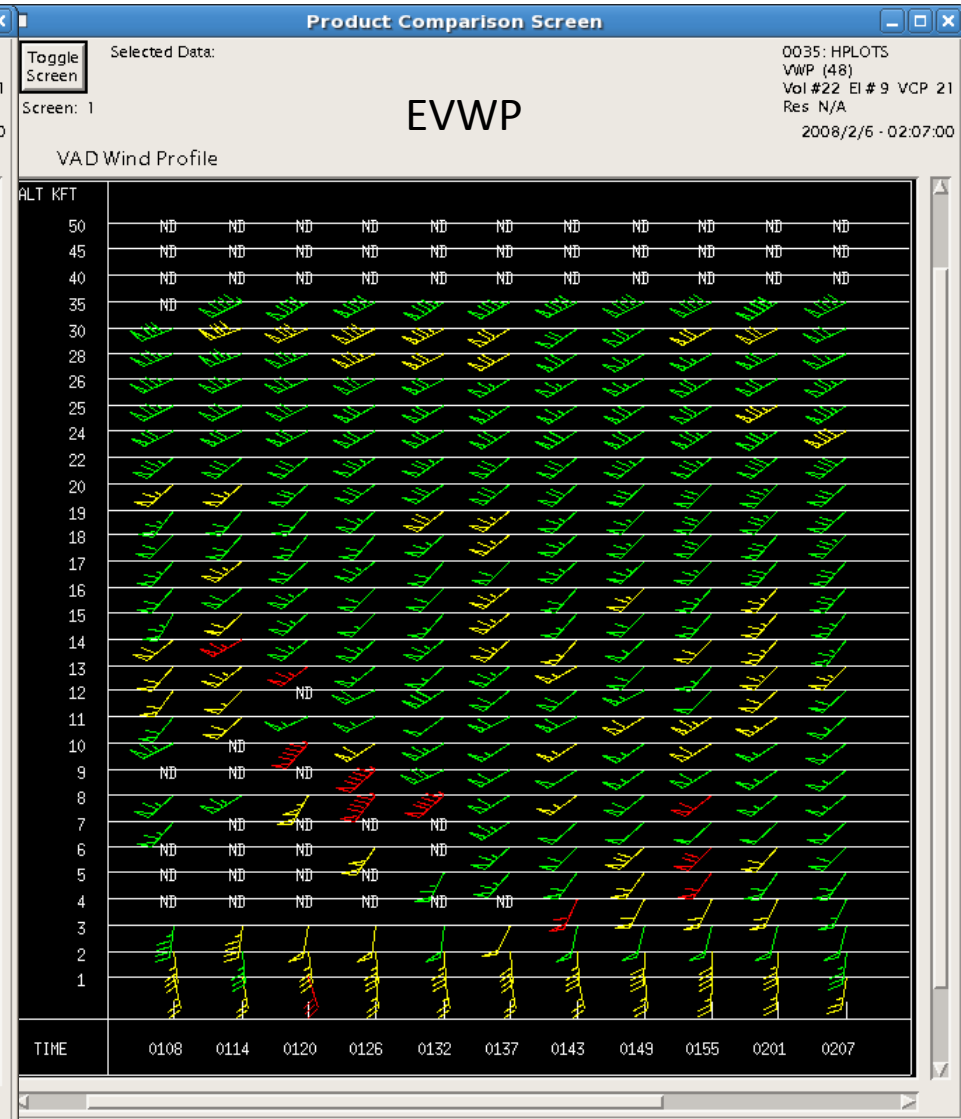 Product Comparison Screen
Toggle
Screen
Selected Data:
Screen: 1
EVWP
0035: HPLOTS
VWP (48)
Vol #22 El # 9 VCP 21
Res N/A
2008/2/6 - 02:07:00
VAD Wind Profile
ALT KFT
50 ND ND ND ND ND ND ND ND ND ND ND
45 ND ND ND ND ND ND ND ND ND ND ND
40 ND ND ND ND ND ND ND ND ND ND ND
35 ND
30
28
26
25
24
22
20
19
18
17
16
15
14
13
12 ND
11
10 ND
9 ND ND ND
8
7 ND ND ND ND
6 ND ND ND ND
5 ND ND ND ND
4 ND ND ND ND ND ND
3
2
1
TIME 0108 0114 0120 0126 0132 0137 0143 0149 0155 0201 0207